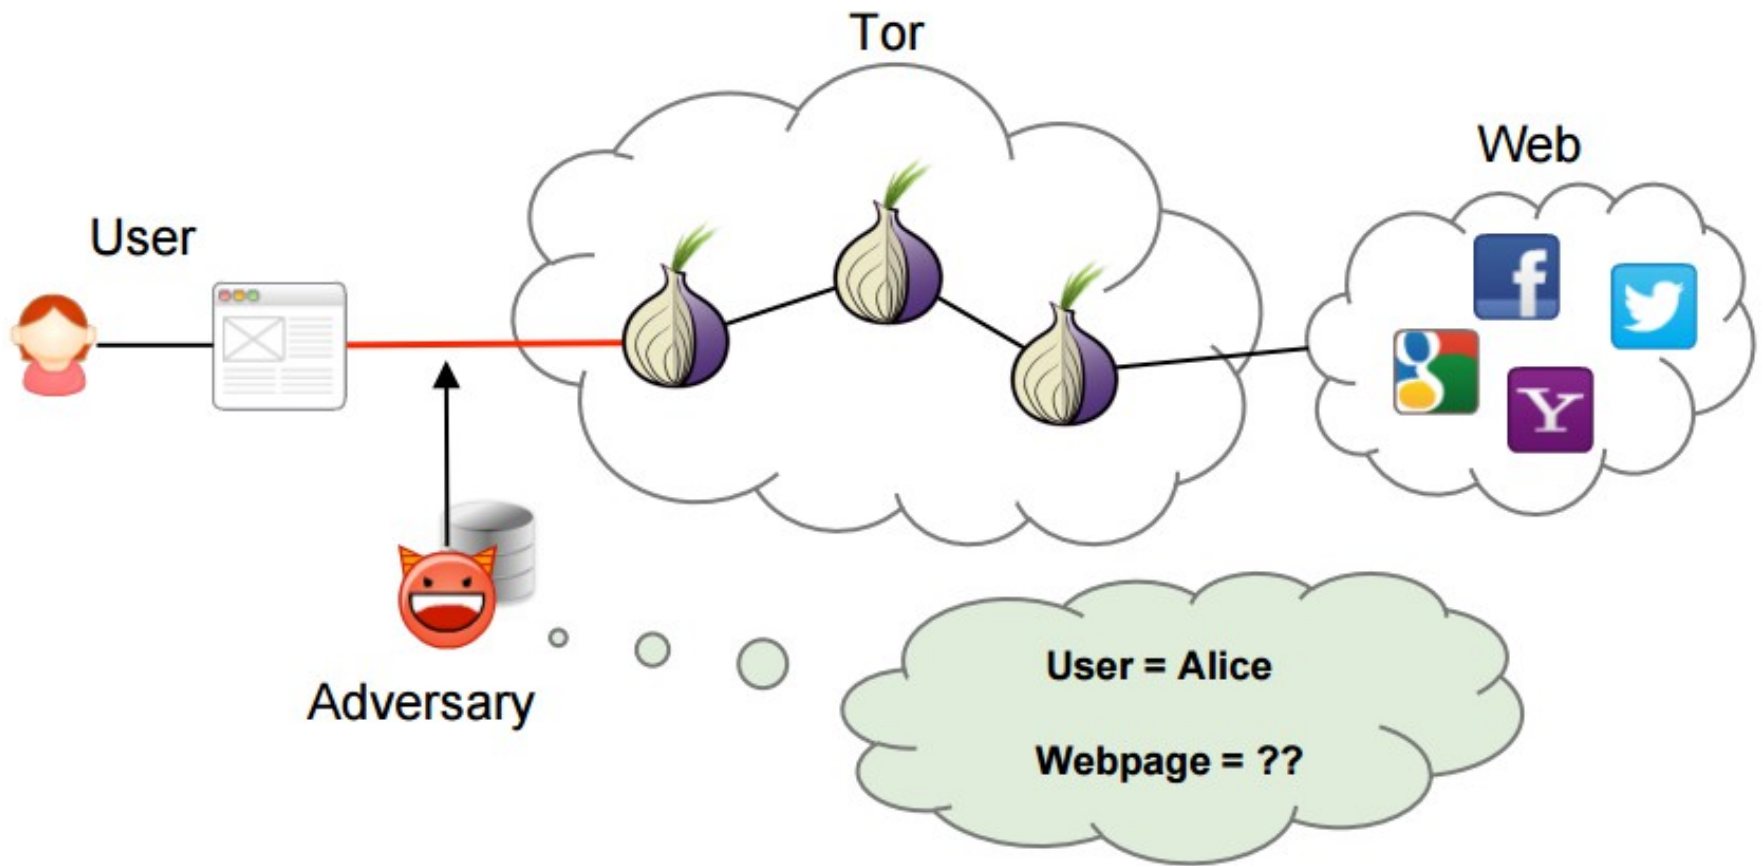 Tor
Web
User
f
g
Y
Adversary
User = Alice
Webpage = ??